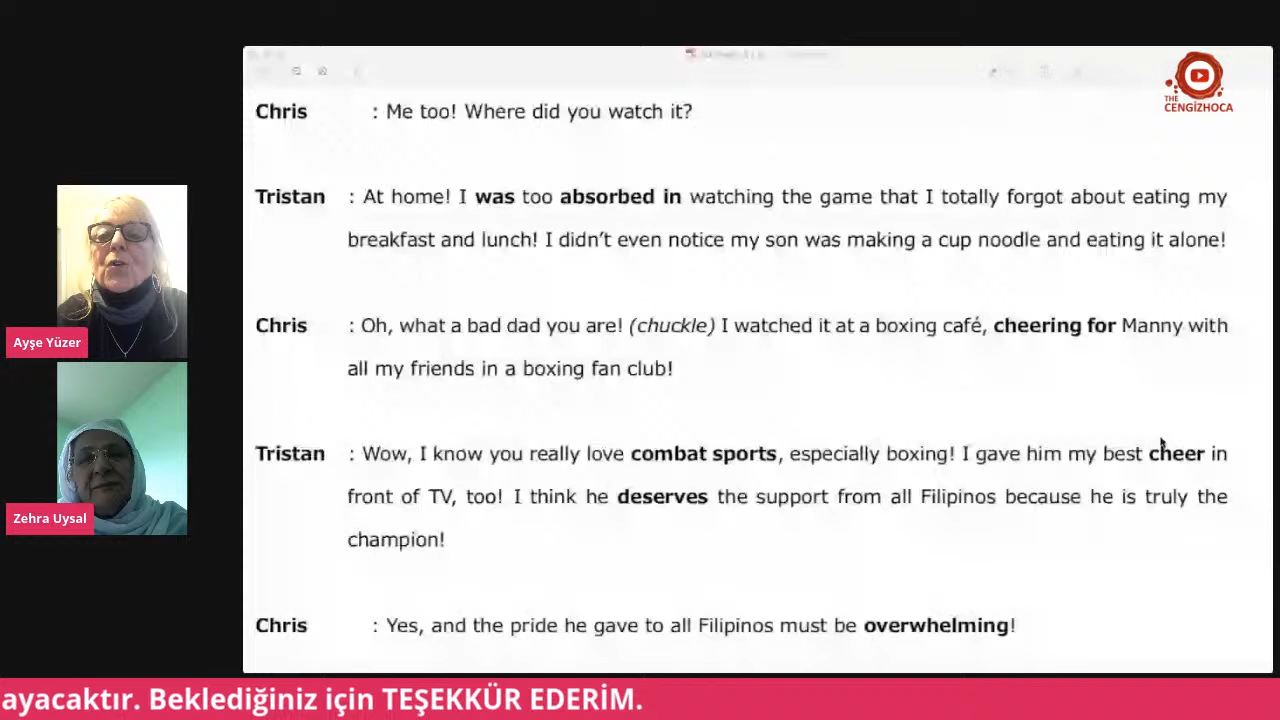 THE
CENGİZHOCA
Chris : Me too! Where did you watch it?
Tristan : At home! I was too absorbed in watching the game that I totally forgot about eating my
breakfast and lunch! I didn't even notice my son was making a cup noodle and eating it alone!
Chris : Oh, what a bad dad you are! (chuckle) I watched it at a boxing café, cheering for Manny with
all my friends in a boxing fan club!
Tristan : Wow, I know you really love combat sports, especially boxing! I gave him my best cheer in
front of TV, too! I think he deserves the support from all Filipinos because he is truly the
champion!
Chris : Yes, and the pride he gave to all Filipinos must be overwhelming!
Ayşe Yüzer
Zehra Uysal
ayacaktır. Beklediğiniz için TEŞEKKÜR EDERİM.